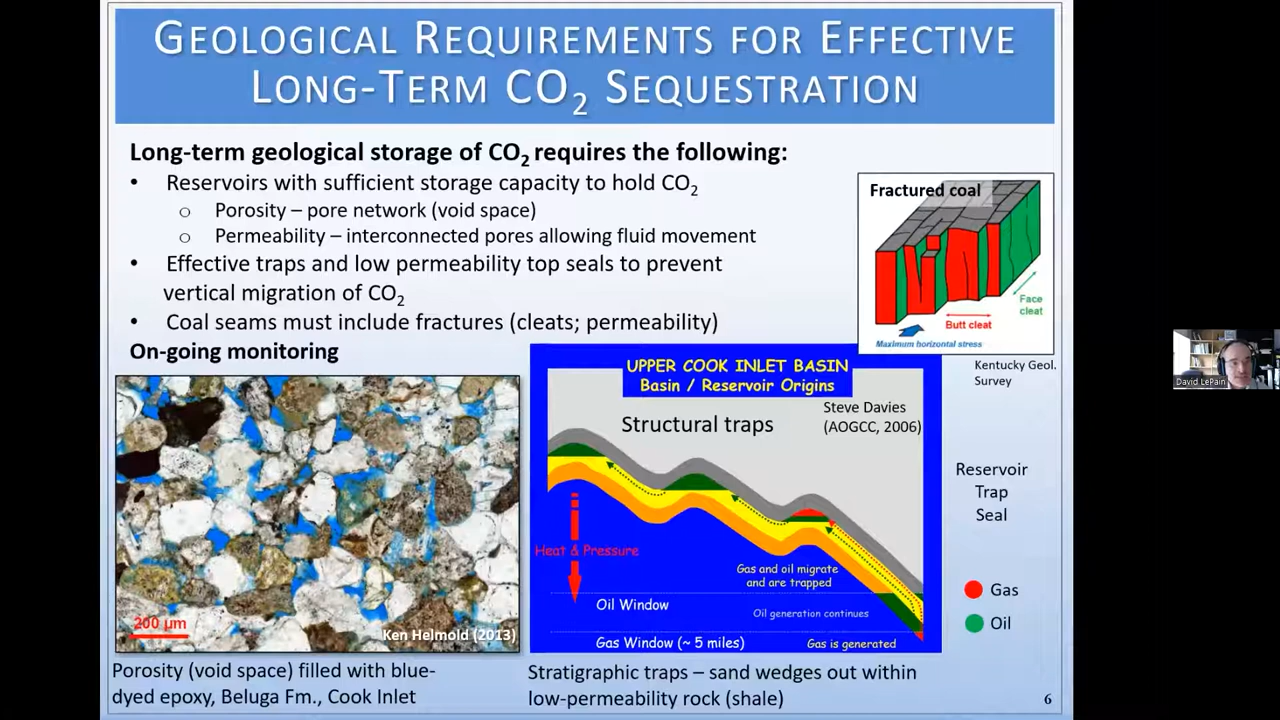 GEOLOGICAL REQUIREMENTS FOR EFFECTIVE
LONG-TERM CO2 SEQUESTRATION
Long-term geological storage of CO2 requires the following:
• Reservoirs with sufficient storage capacity to hold CO2
o Porosity – pore network (void space)
o Permeability – interconnected pores allowing fluid movement
• Effective traps and low permeability top seals to prevent
vertical migration of CO2
• Coal seams must include fractures (cleats; permeability)
On-going monitoring
Fractured coal
Face
cleat
Butt cleat
Maximum horizontal stress
Kentucky Geol.
Survey
200 µm
Ken Helmold (2013)
Porosity (void space) filled with blue-
dyed epoxy, Beluga Fm., Cook Inlet
UPPER COOK INLET BASIN
Basin / Reservoir Origins
Steve Davies
(AOGCC, 2006)
Structural traps
Heat & Pressure
Gas and oil migrate
and are trapped
Oil Window
Oil generation continues
Gas Window (~ 5 miles)
Gas is generated
Stratigraphic traps – sand wedges out within
low-permeability rock (shale)
Reservoir
Trap
Seal
Gas
Oil
6
David LePain